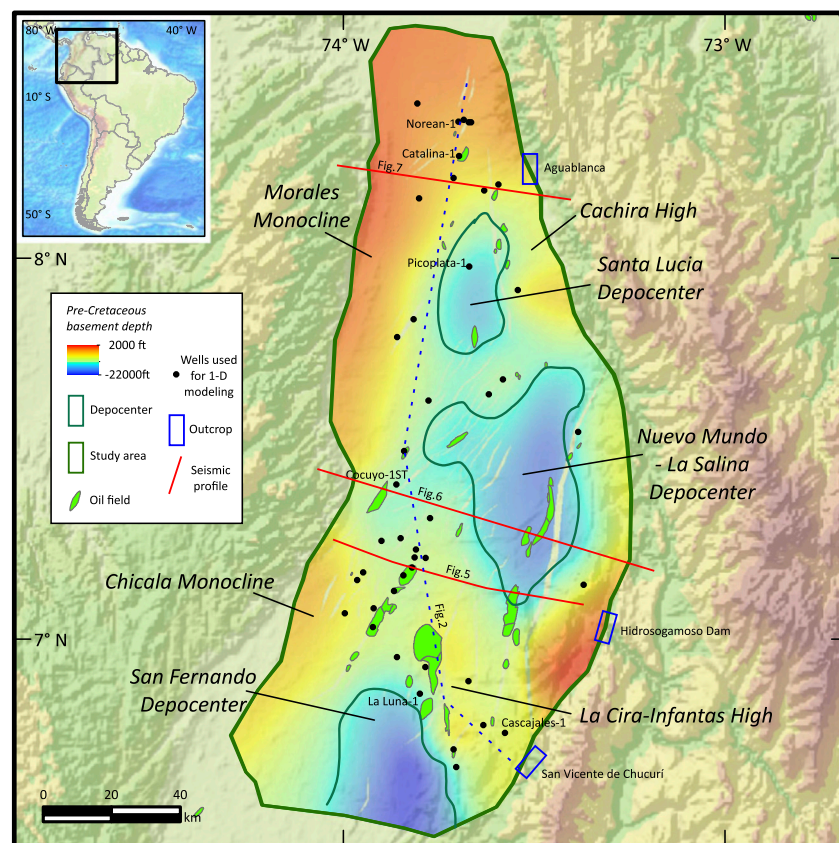 80° W
40° W
10° S
50° S
74° W
73° W
Norean-1
Catalina-1
Fig.7
Aguablanca
Morales
Monocline
Cachira High
8° N
Picoplata-1
Santa Lucia
Depocenter
Pre-Cretaceous
basement depth
2000 ft
-22000ft
Wells used
for 1-D
modeling
Depocenter
Outcrop
Study area
Seismic
profile
Oil field
Nuevo Mundo
- La Salina
Depocenter
Cocuyo-1ST
Fig.6
Fig.5
Chicala Monocline
Fig.2
7° N
Hidrosogamoso Dam
San Fernando
Depocenter
La Luna-1
La Cira-Infantas High
Cascajales-1
San Vicente de Chucurí
0
20
40
km